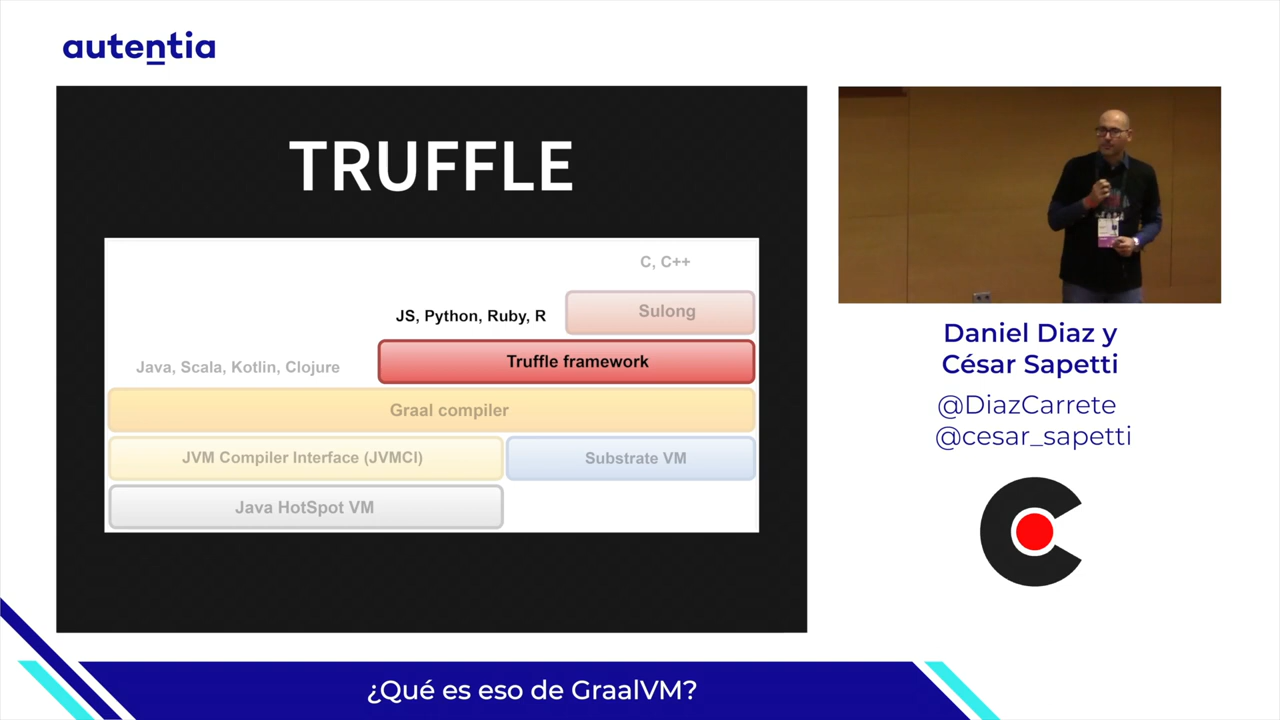 autentia
TRUFFLE
C, C++
JS, Python, Ruby, R
Sulong
Java, Scala, Kotlin, Clojure
Truffle framework
Graal compiler
JVM Compiler Interface (JVMCI)
Substrate VM
Java HotSpot VM
Daniel Diaz y
César Sapetti
@DiazCarrete
@cesar_sapetti
¿Qué es eso de GraalVM?